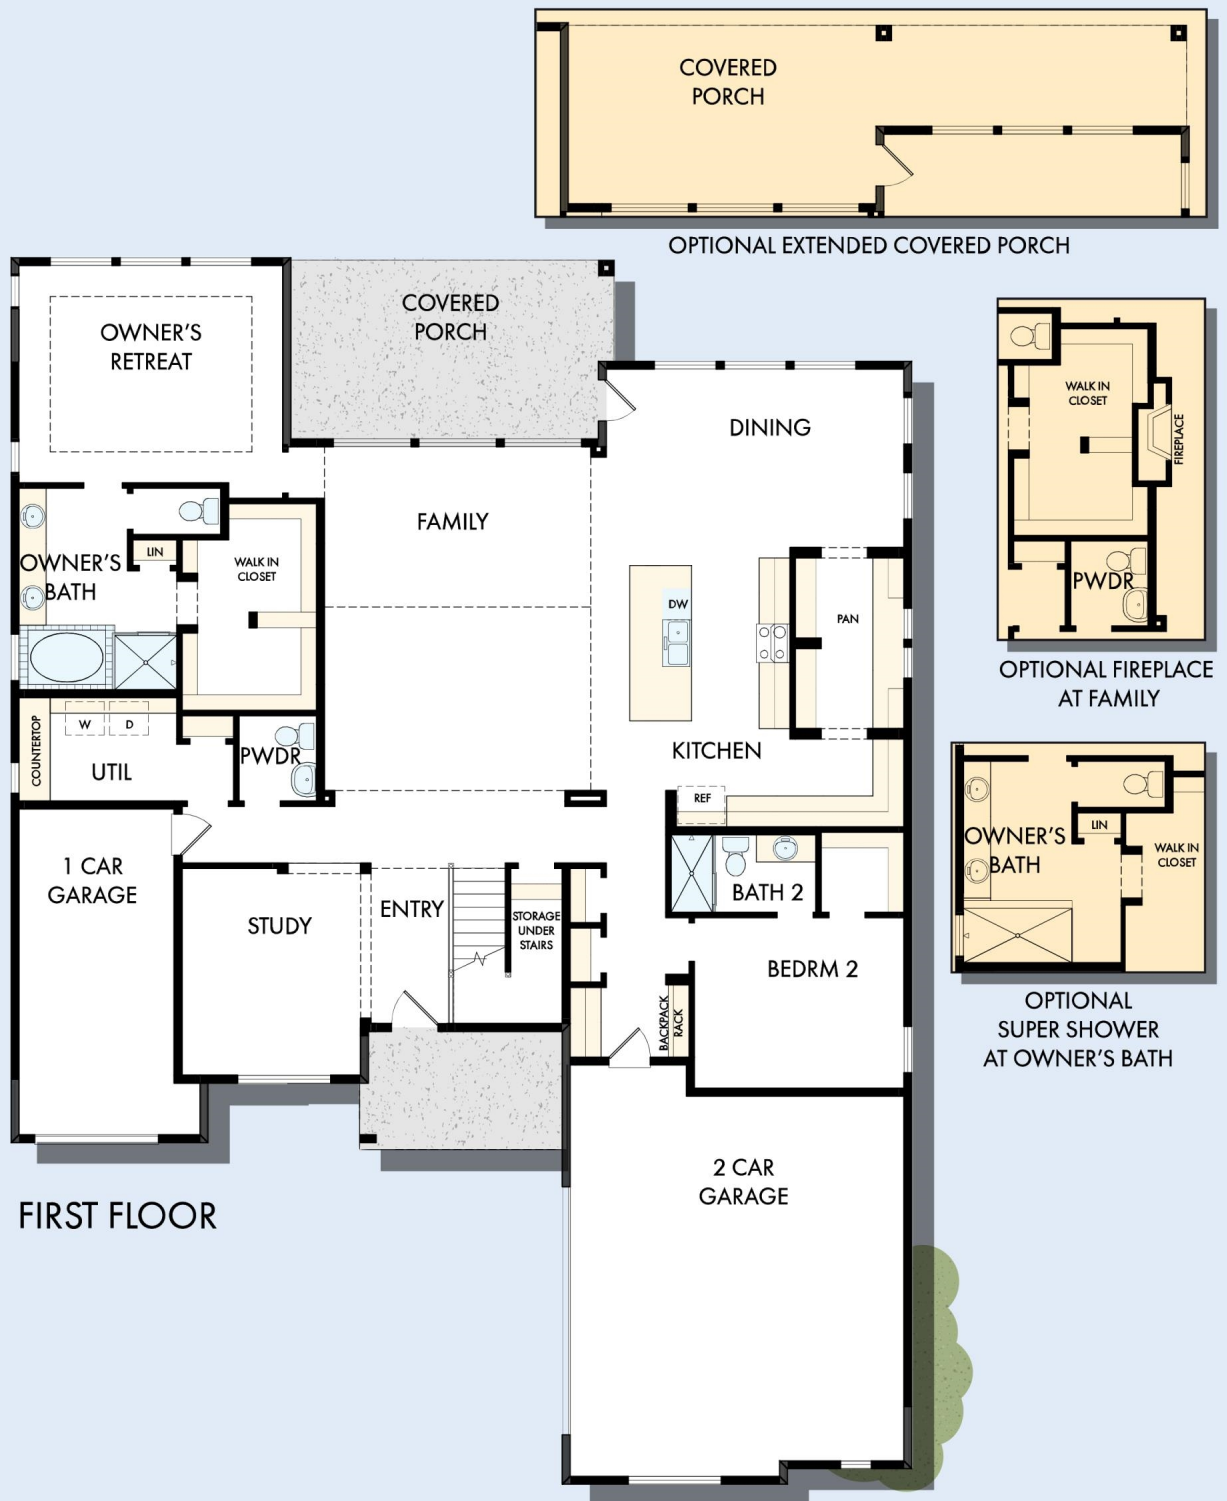 COVERED
PORCH
OPTIONAL EXTENDED COVERED PORCH
OWNER'S
RETREAT
COVERED
PORCH
DINING
FAMILY
WALK IN
CLOSET
FIREPLACE
PWDR
OPTIONAL FIREPLACE
AT FAMILY
LIN
OWNER'S
BATH
WALK IN
CLOSET
DW
PAN
KITCHEN
REF
COUNTERTOP
W
D
UTIL
PWDR
1 CAR
GARAGE
STUDY
ENTRY
STORAGE
UNDER
STAIRS
BATH 2
BEDRM 2
BACKPACK
RACK
OWNER'S
BATH
LIN
WALK IN
CLOSET
OPTIONAL
SUPER SHOWER
AT OWNER'S BATH
2 CAR
GARAGE
FIRST FLOOR